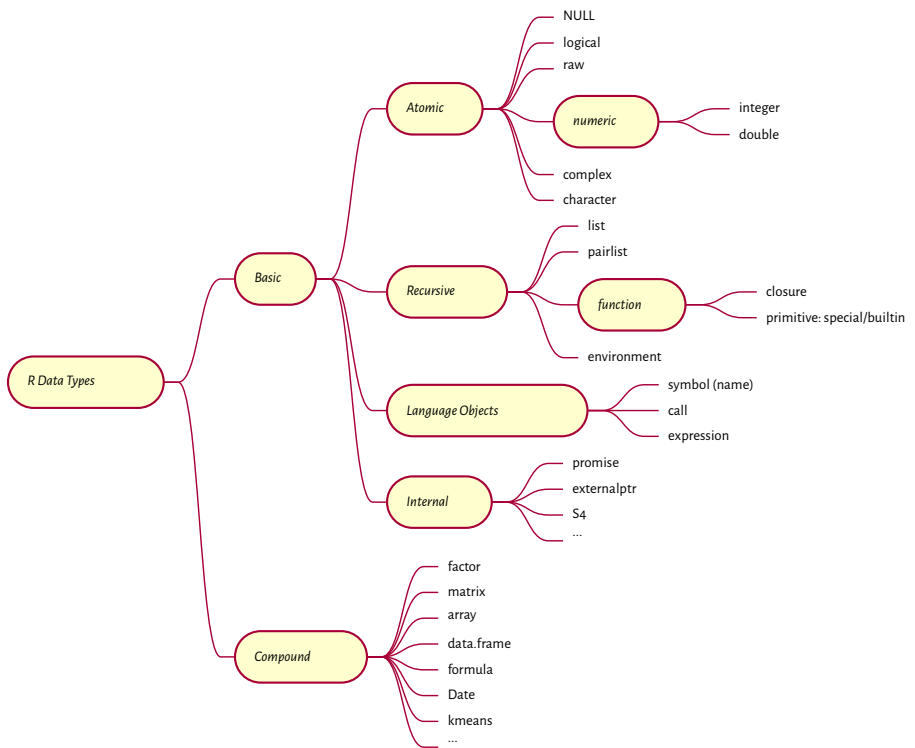 R Data Types
Basic
Atomic
NULL
logical
raw
numeric
integer
double
complex
character
Recursive
list
pairlist
function
closure
primitive: special/builtin
environment
Language Objects
symbol (name)
call
expression
Internal
promise
externalptr
S4
...
Compound
factor
matrix
array
data.frame
formula
Date
kmeans
...